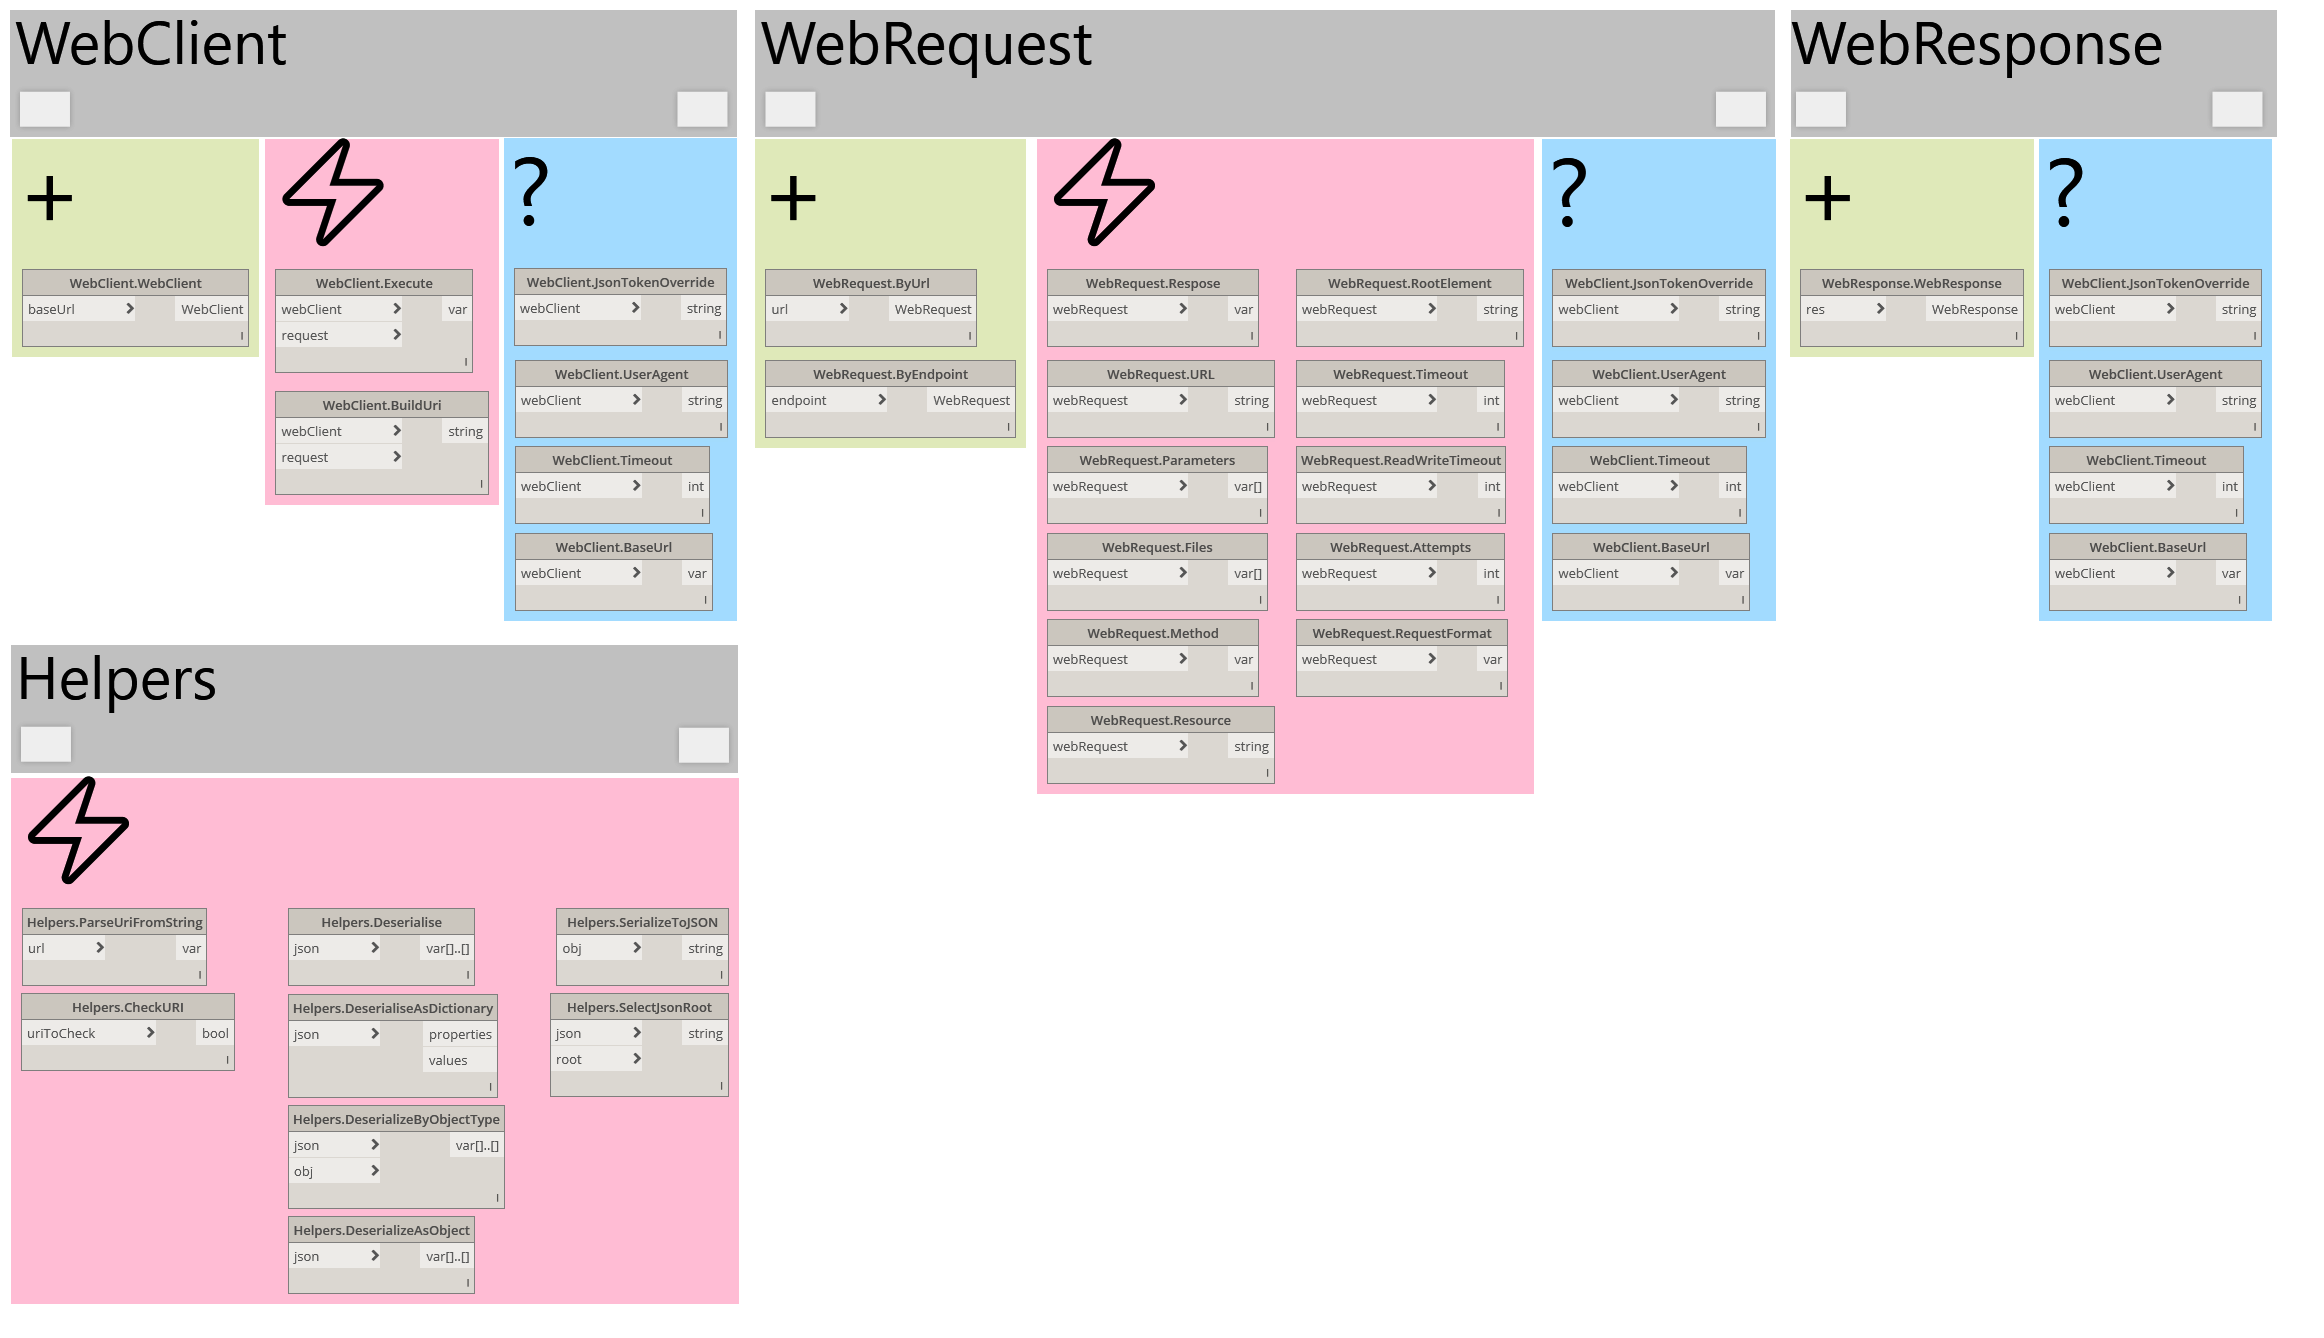 WebClient
+
?
WebClient.WebClient
baseUrl > WebClient
l
WebClient.Execute
webClient > var
request >
l
WebClient.BuildUri
webClient > string
request >
l
WebClient.JsonTokenOverride
webClient > string
l
WebClient.UserAgent
webClient > string
l
WebClient.Timeout
webClient > int
l
WebClient.BaseUrl
webClient > var
l
WebRequest
+
?
WebRequest.ByUrl
url > WebRequest
l
WebRequest.ByEndpoint
endpoint > WebRequest
l
WebRequest.Respose
webRequest > var
l
WebRequest.URL
webRequest > string
l
WebRequest.Parameters
webRequest > var[]
l
WebRequest.Files
webRequest > var[]
l
WebRequest.Method
webRequest > var
l
WebRequest.Resource
webRequest > string
l
WebRequest.RootElement
webRequest > string
l
WebRequest.Timeout
webRequest > int
l
WebRequest.ReadWriteTimeout
webRequest > int
l
WebRequest.Attempts
webRequest > int
l
WebRequest.RequestFormat
webRequest > var
l
WebClient.JsonTokenOverride
webClient > string
l
WebClient.UserAgent
webClient > string
l
WebClient.Timeout
webClient > int
l
WebClient.BaseUrl
webClient > var
l
WebResponse
+
?
WebResponse.WebResponse
res > WebResponse
l
WebClient.JsonTokenOverride
webClient > string
l
WebClient.UserAgent
webClient > string
l
WebClient.Timeout
webClient > int
l
WebClient.BaseUrl
webClient > var
l
Helpers
Helpers.ParseUriFromString
url > var
l
Helpers.CheckURI
uriToCheck > bool
l
Helpers.Deserialise
json > var[]..[]
l
Helpers.DeserialiseAsDictionary
json > properties
values
l
Helpers.DeserializeByObjectType
json > var[]..[]
obj >
l
Helpers.DeserializeAsObject
json > var[]..[]
l
Helpers.SerializeToJSON
obj > string
l
Helpers.SelectJsonRoot
json > string
root >
l